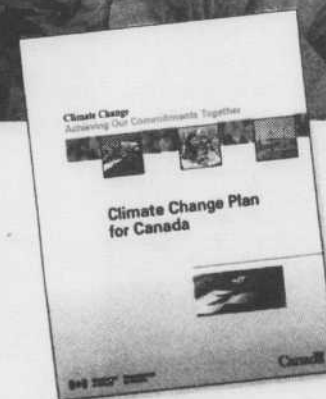 Climate Change
Achieving Our Commitments Together
Climate Change Plan
for Canada
Canada